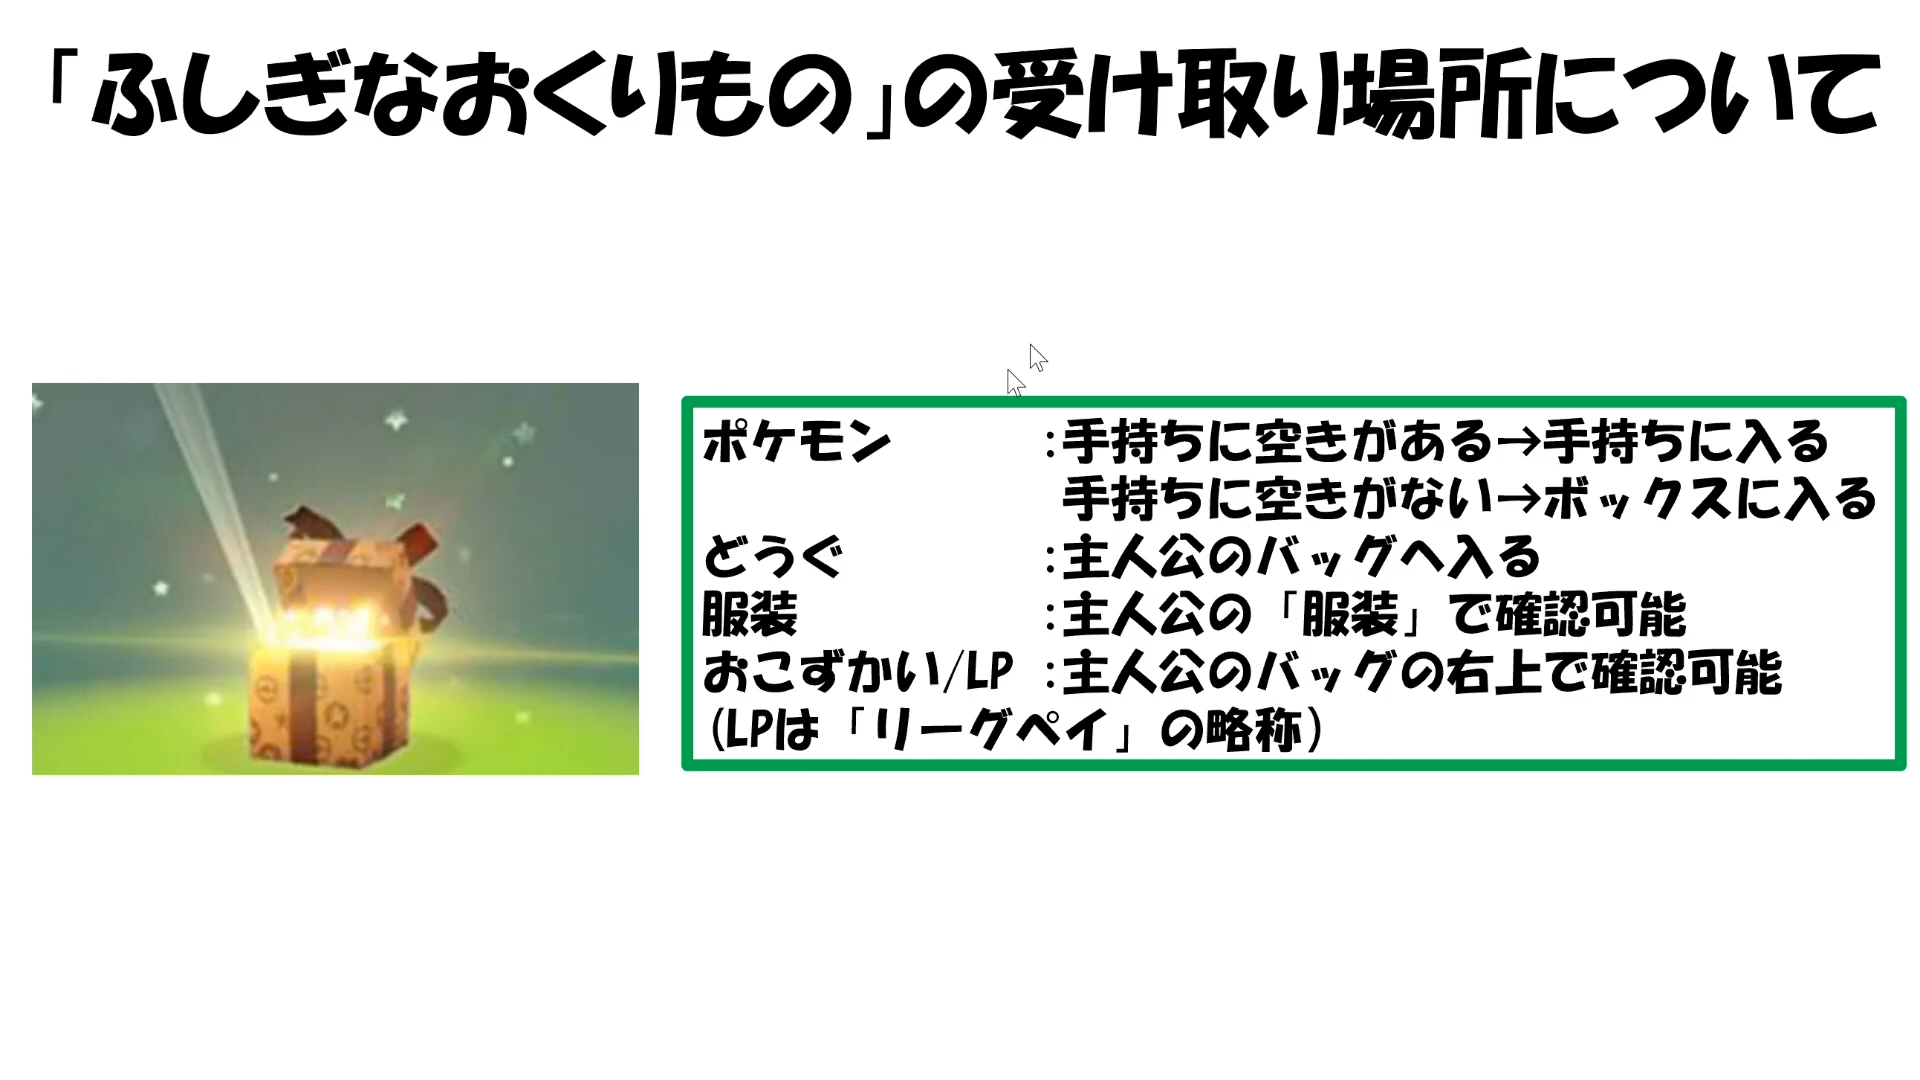 「ふしぎなおくりもの」の受け取り場所について
ポケモン　　　:手持ちに空きがある→手持ちに入る
手持ちに空きがない→ボックスに入る
どうぐ　　　　:主人公のバッグへ入る
服装　　　　　:主人公の「服装」で確認可能
おこずかい/LP :主人公のバッグの右上で確認可能
(LPは「リーグペイ」の略称)